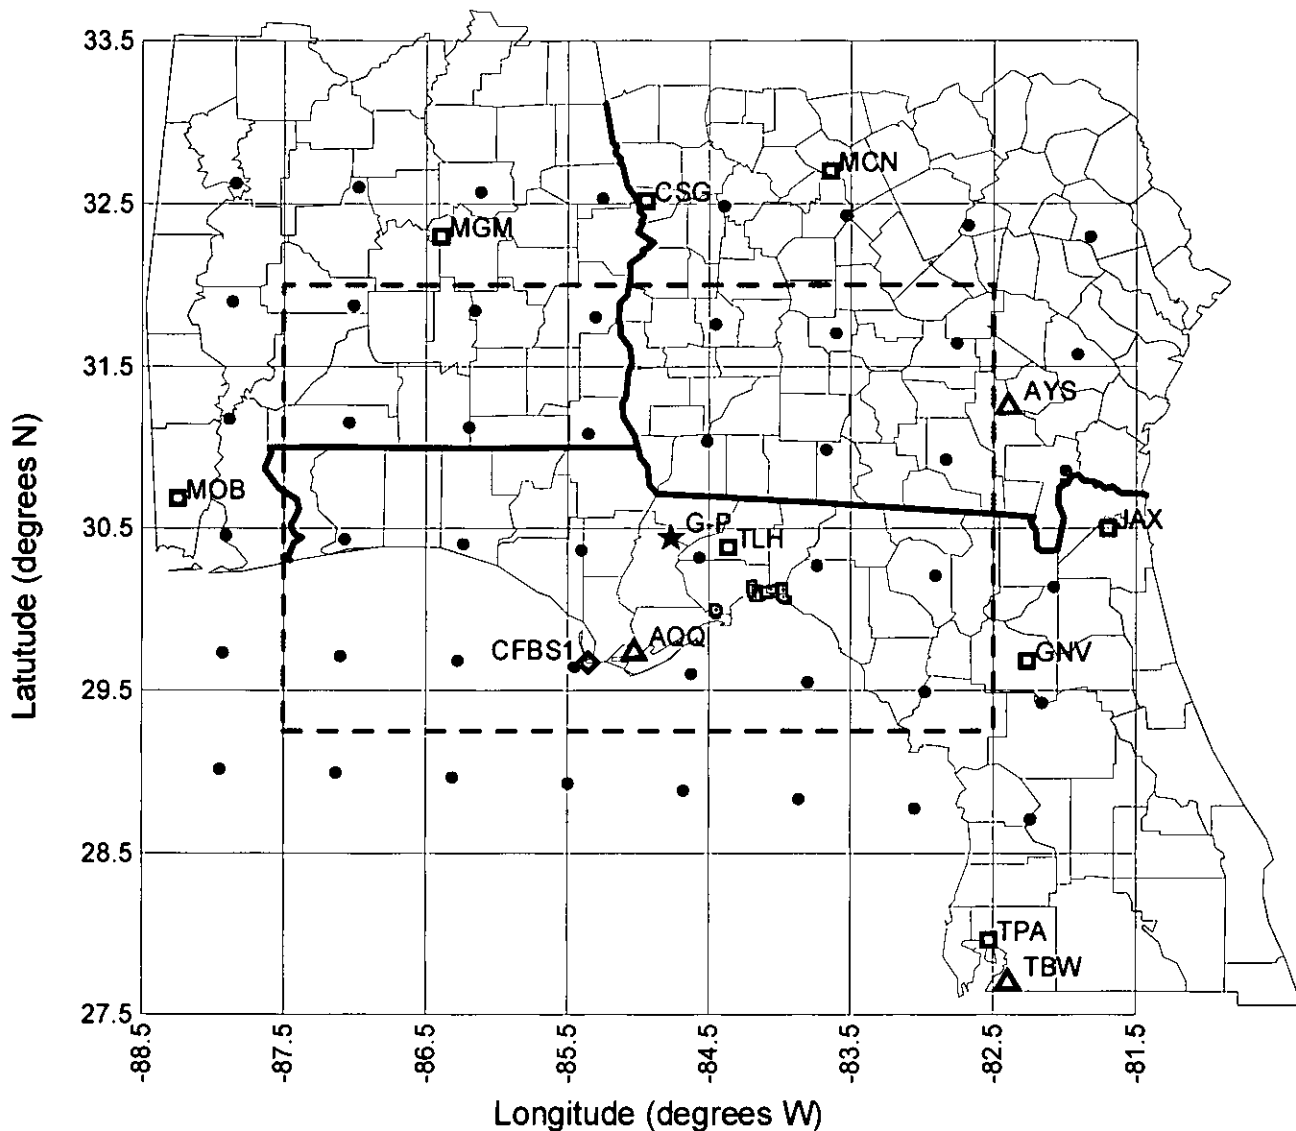 33.5
MCN
CSG
32.5
MGM
31.5
AYS
MOB
30.5
G-P
JAX
TLH
CFBS1
AQQ
GNV
29.5
28.5
TPA
TBW
27.5
Latutude (degrees N)
-88.5
-87.5
-86.5
-85.5
-84.5
-83.5
-82.5
-81.5
Longitude (degrees W)